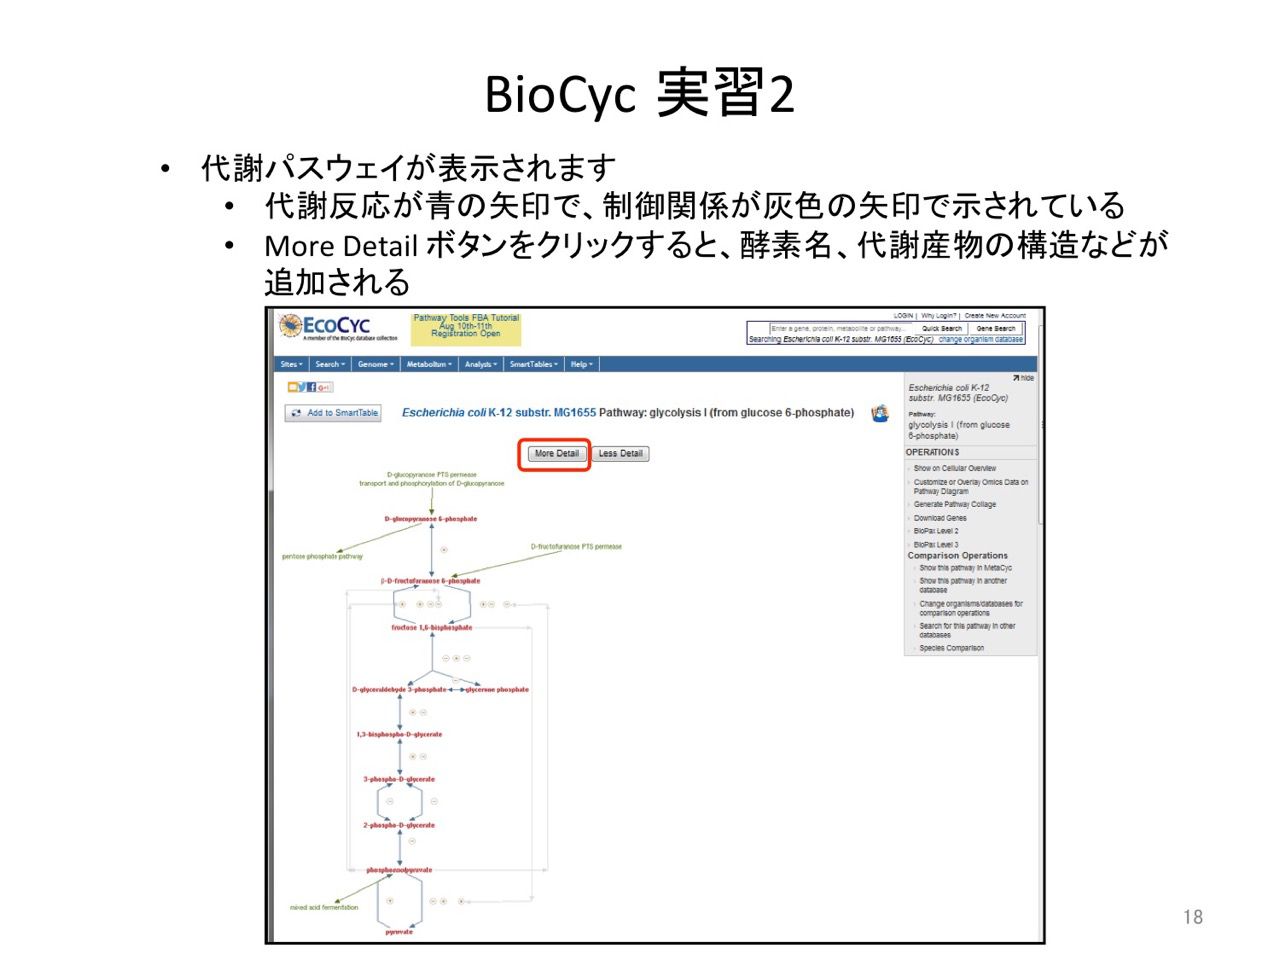 BioCyc 実習2
• 代謝パスウェイが表示されます
• 代謝反応が青の矢印で、制御関係が灰色の矢印で示されている
• More Detail ボタンをクリックすると、酵素名、代謝産物の構造などが
追加される
EcoCyc
A member of the BioCyc database collection
Pathway Tools FBA Tutorial
Aug 10th-11th
Registration Open
LOGIN | Why Login? | Create New Account
Enter a gene, protein, metabolite or pathway... Quick Search Gene Search
Searching Escherichia coli K-12 substr. MG1655 (EcoCyc) change organism database
Sites Search Genome Metabolism Analysis SmartTables Help
hide
Add to SmartTable
Escherichia coli K-12 substr. MG1655 Pathway: glycolysis I (from glucose 6-phosphate)
More Detail Less Detail
Escherichia coli K-12
substr. MG1655 (EcoCyc)
Pathway:
glycolysis I (from glucose
6-phosphate)
OPERATIONS
Show on Cellular Overview
Customize or Overlay Omics Data on
Pathway Diagram
Generate Pathway Collage
Download Genes
BioPax Level 2
BioPax Level 3
Comparison Operations
Show this pathway in MetaCyc
Show this pathway in another
database
Change organisms/databases for
comparison operations
Search for this pathway in other
databases
Species Comparison
D-glucopyranose PTS permease
transport and phosphorylation of D-glucopyranose
D-glucopyranose 6-phosphate
pentose phosphate pathway
D-fructofuranose PTS permease
β-D-fructofuranose 6-phosphate
fructose 1,6-bisphosphate
D-glyceraldehyde 3-phosphate glycerone phosphate
1,3-bisphospho-D-glycerate
3-phospho-D-glycerate
2-phospho-D-glycerate
phosphoenolpyruvate
mixed acid fermentation
pyruvate
18